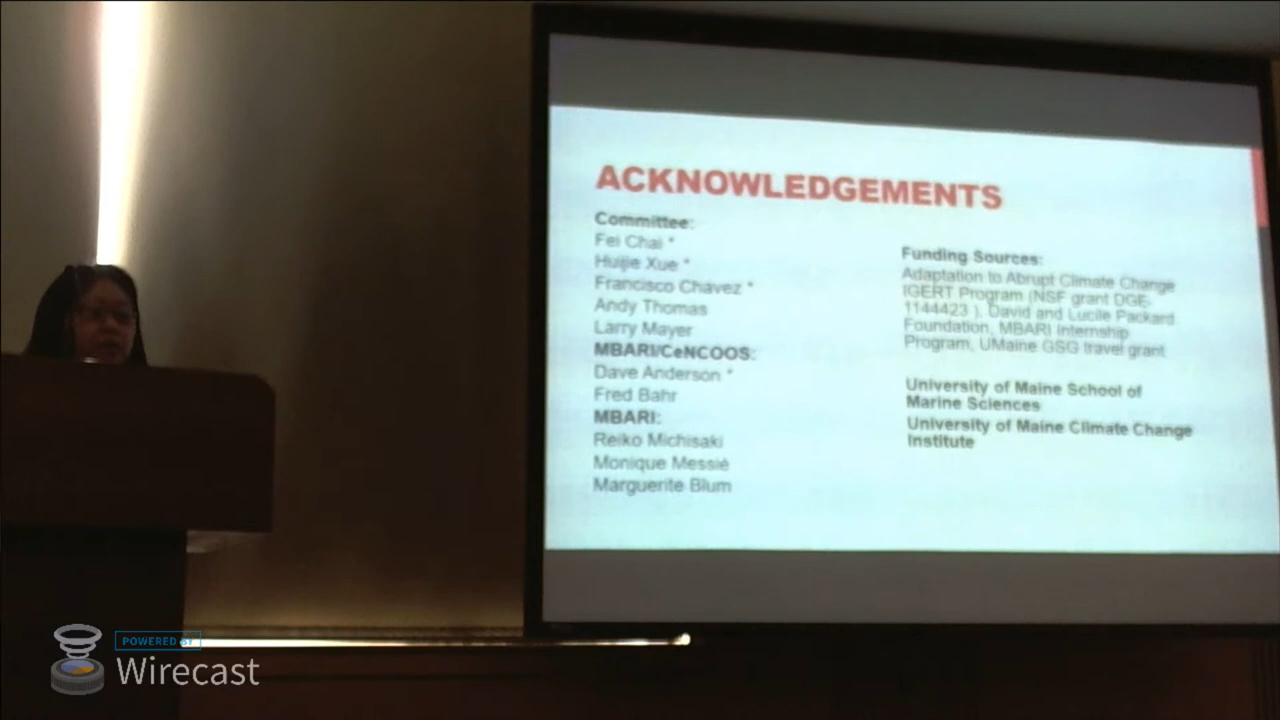 ACKNOWLEDGEMENTS
Committee:
Fei Chai *
Huijie Xue *
Francisco Chavez *
Andy Thomas
Larry Mayer
MBARI/CeNCOOS:
Dave Anderson *
Fred Bahr
MBARI:
Reiko Michisaki
Monique Messié
Marguerite Blum
Funding Sources:
Adaptation to Abrupt Climate Change
IGERT Program (NSF grant DGE-
1144423 ), David and Lucile Packard
Foundation, MBARI Internship
Program, UMaine GSG travel grant
University of Maine School of
Marine Sciences
University of Maine Climate Change
Institute
POWERED BY
Wirecast